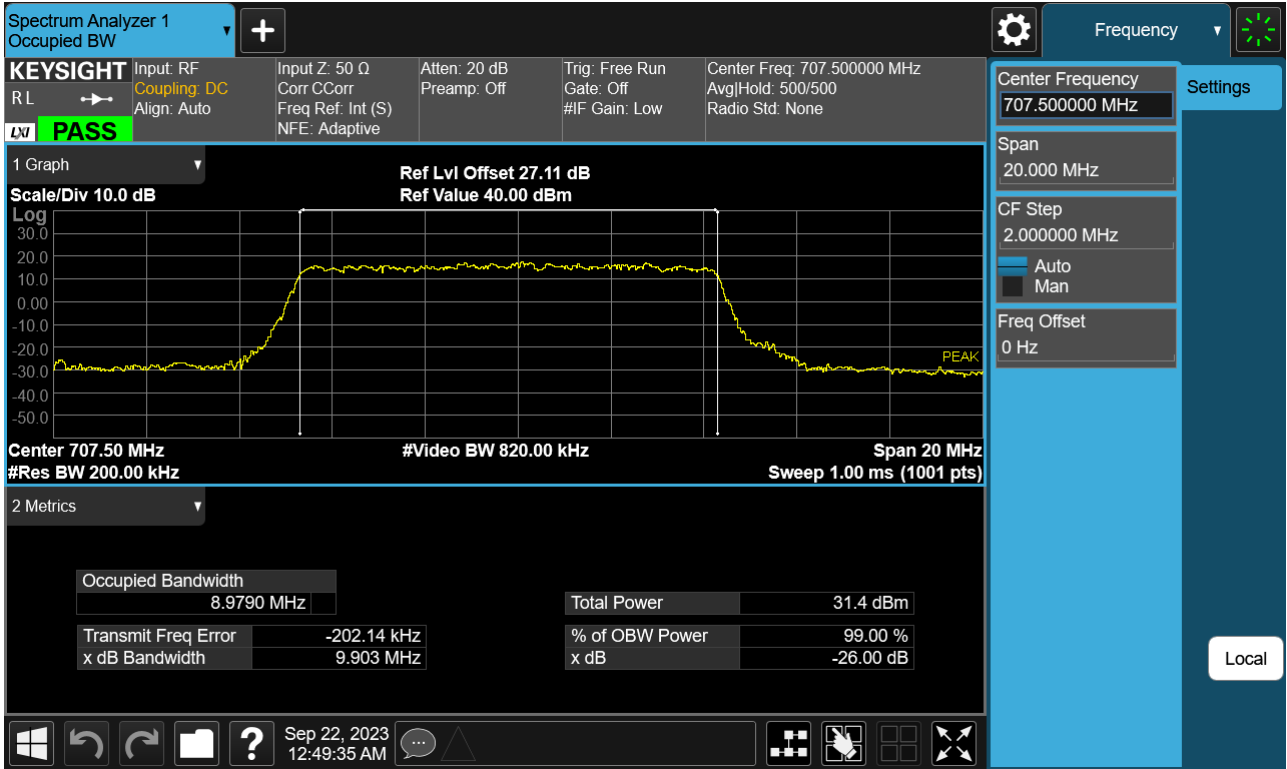 Spectrum Analyzer 1
Occupied BW
Frequency
KEYSIGHT
R L
LXI
PASS
Input: RF
Coupling: DC
Align: Auto
Input Z: 50 Ω
Corr CCorr
Freq Ref: Int (S)
NFE: Adaptive
Atten: 20 dB
Preamp: Off
Trig: Free Run
Gate: Off
#IF Gain: Low
Center Freq: 707.500000 MHz
Avg|Hold: 500/500
Radio Std: None
Center Frequency
707.500000 MHz
Settings
Span
20.000 MHz
CF Step
2.000000 MHz
Auto
Man
Freq Offset
0 Hz
Local
1 Graph
Scale/Div 10.0 dB
Ref Lvl Offset 27.11 dB
Ref Value 40.00 dBm
Log
30.0
20.0
10.0
0.00
-10.0
-20.0
-30.0
-40.0
-50.0
PEAK
Center 707.50 MHz
#Video BW 820.00 kHz
Span 20 MHz
#Res BW 200.00 kHz
Sweep 1.00 ms (1001 pts)
2 Metrics
Occupied Bandwidth
8.9790 MHz
Total Power 31.4 dBm
Transmit Freq Error -202.14 kHz
% of OBW Power 99.00 %
x dB Bandwidth 9.903 MHz
x dB -26.00 dB
?
Sep 22, 2023
12:49:35 AM